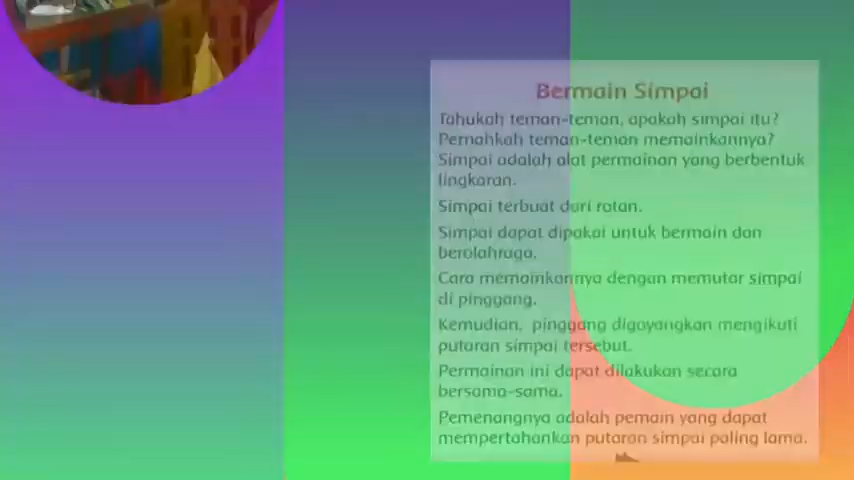 Bermain Simpai
Tahukah teman-teman, apakah simpai itu?
Pernahkah teman-teman memainkannya?
Simpai adalah alat permainan yang berbentuk
lingkaran.
Simpai terbuat dari rotan.
Simpai dapat dipakai untuk bermain dan
berolahraga.
Cara memainkannya dengan memutar simpai
di pinggang.
Kemudian, pinggang digoyangkan mengikuti
putaran simpai tersebut.
Permainan ini dapat dilakukan secara
bersama-sama.
Pemenangnya adalah pemain yang dapat
mempertahankan putaran simpai paling lama.